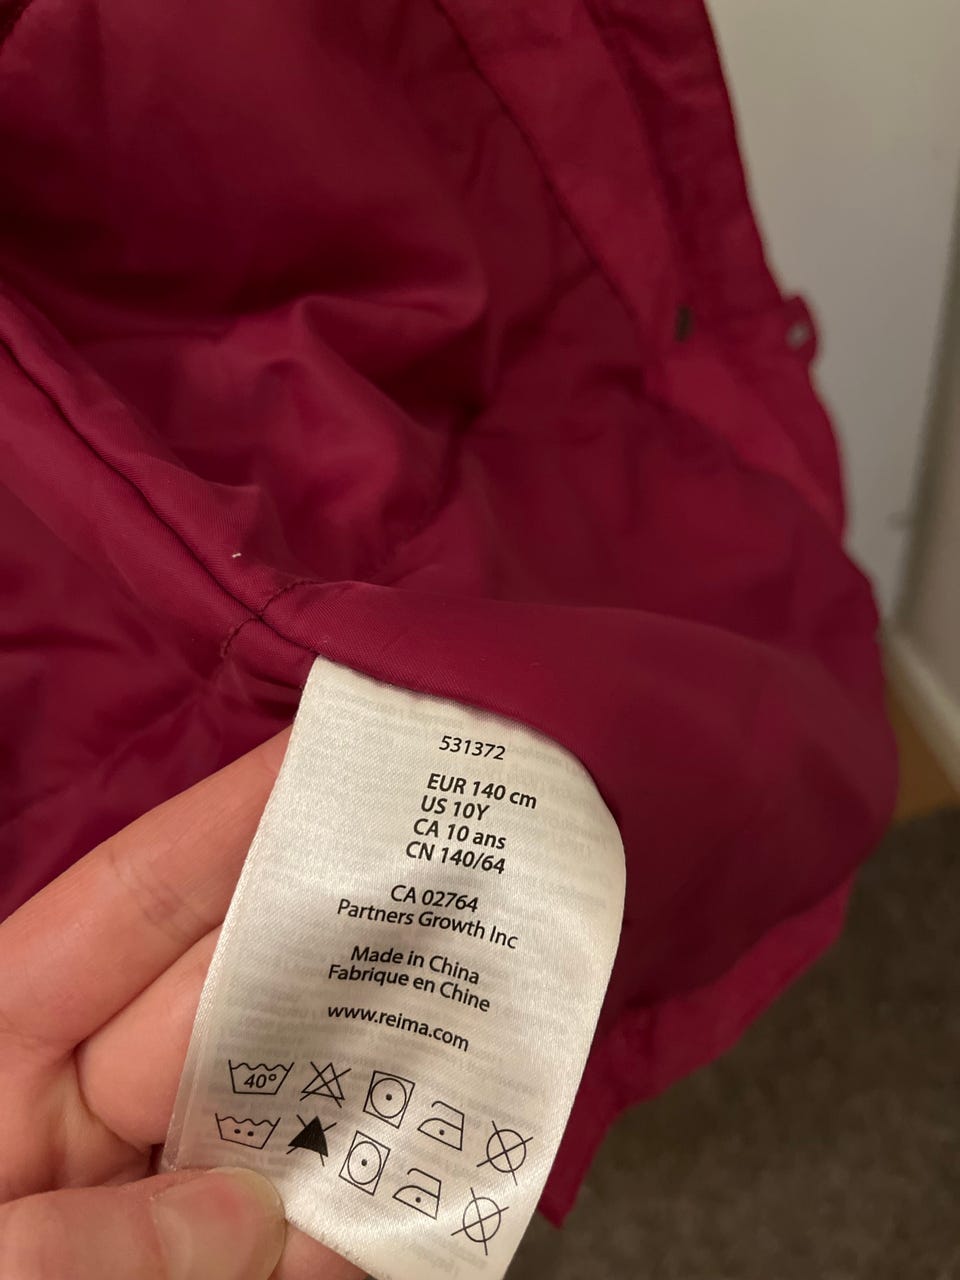 531372
EUR 140 cm
US 10Y
CA 10 ans
CN 140/64
CA 02764
Partners Growth Inc
Made in China
Fabrique en Chine
www.reima.com
40°